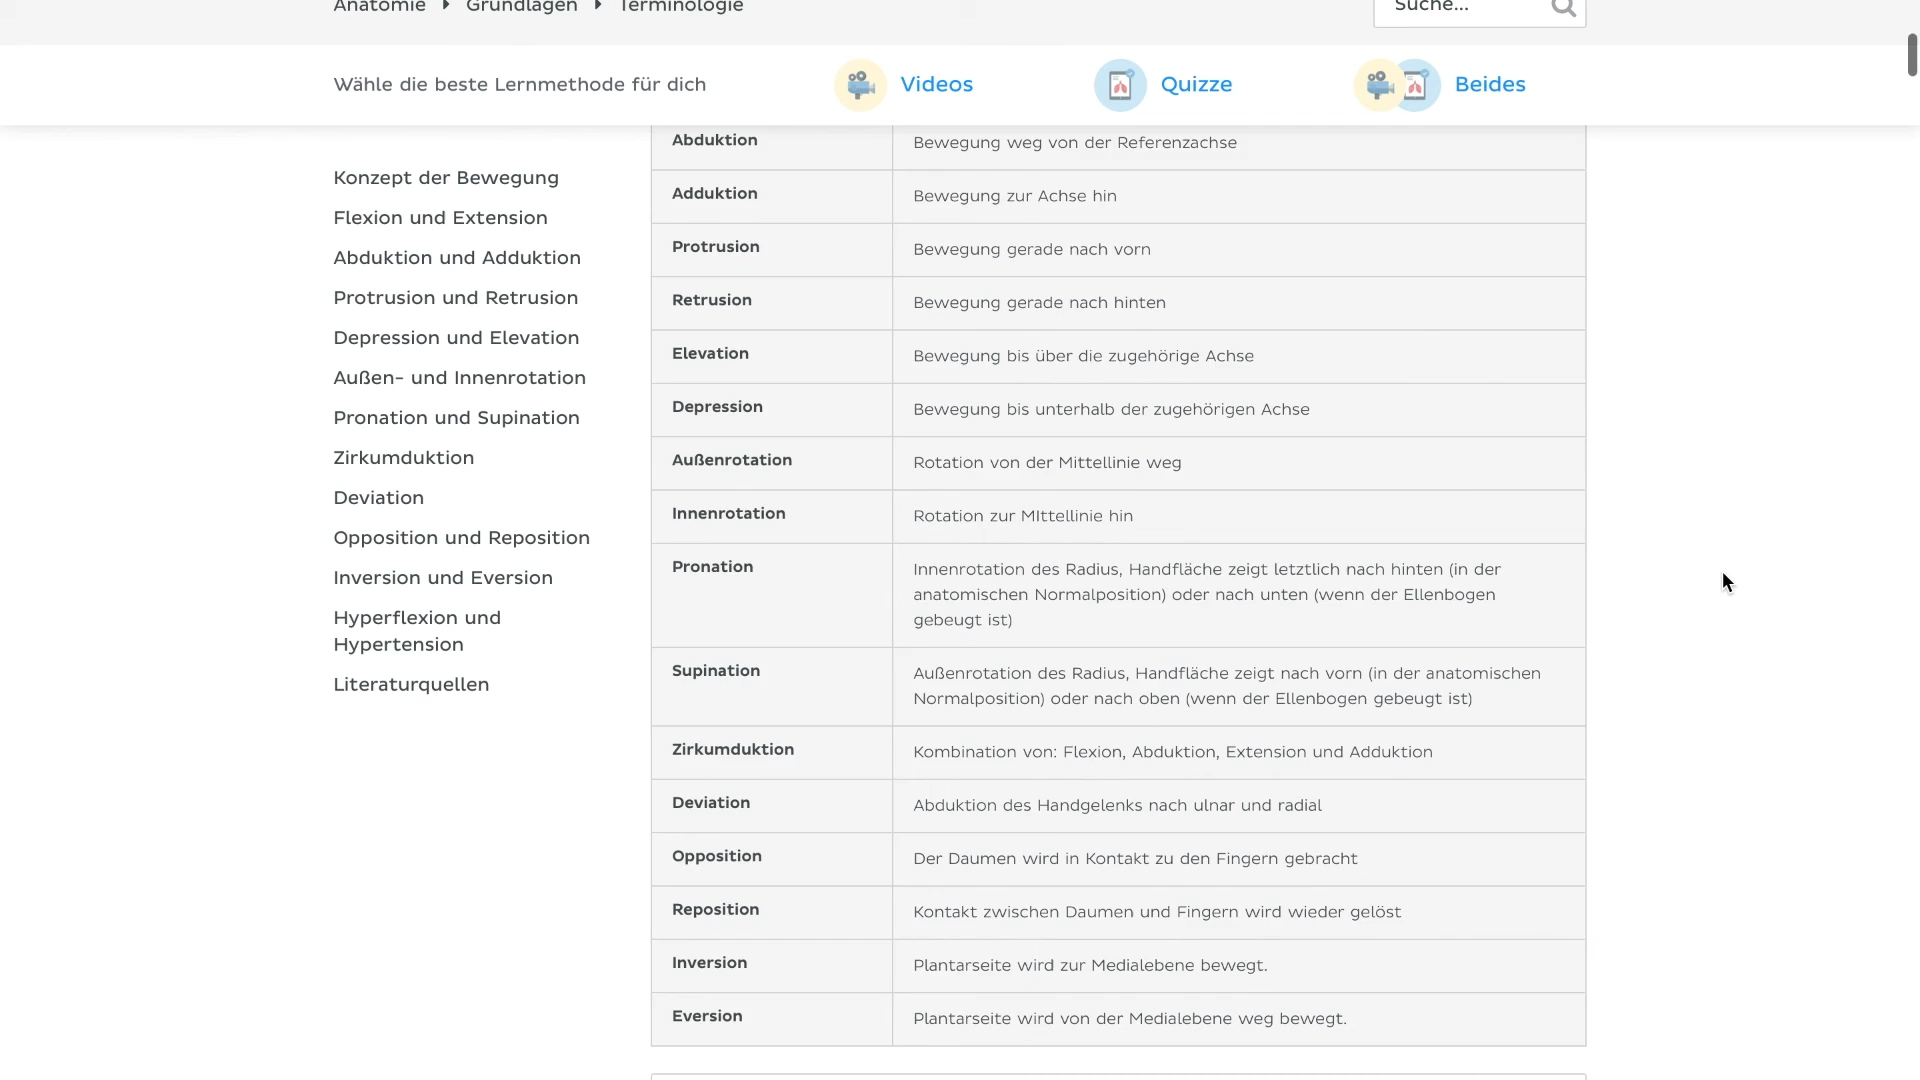 Anatomie Grundlagen Terminologie
Suche...
Wähle die beste Lernmethode für dich
Videos
Quizze
Beides
Konzept der Bewegung
Flexion und Extension
Abduktion und Adduktion
Protrusion und Retrusion
Depression und Elevation
Außen- und Innenrotation
Pronation und Supination
Zirkumduktion
Deviation
Opposition und Reposition
Inversion und Eversion
Hyperflexion und
Hypertension
Literaturquellen
Abduktion
Bewegung weg von der Referenzachse
Adduktion
Bewegung zur Achse hin
Protrusion
Bewegung gerade nach vorn
Retrusion
Bewegung gerade nach hinten
Elevation
Bewegung bis über die zugehörige Achse
Depression
Bewegung bis unterhalb der zugehörigen Achse
Außenrotation
Rotation von der Mittellinie weg
Innenrotation
Rotation zur MIttellinie hin
Pronation
Innenrotation des Radius, Handfläche zeigt letztlich nach hinten (in der
anatomischen Normalposition) oder nach unten (wenn der Ellenbogen
gebeugt ist)
Supination
Außenrotation des Radius, Handfläche zeigt nach vorn (in der anatomischen
Normalposition) oder nach oben (wenn der Ellenbogen gebeugt ist)
Zirkumduktion
Kombination von: Flexion, Abduktion, Extension und Adduktion
Deviation
Abduktion des Handgelenks nach ulnar und radial
Opposition
Der Daumen wird in Kontakt zu den Fingern gebracht
Reposition
Kontakt zwischen Daumen und Fingern wird wieder gelöst
Inversion
Plantarseite wird zur Medialebene bewegt.
Eversion
Plantarseite wird von der Medialebene weg bewegt.